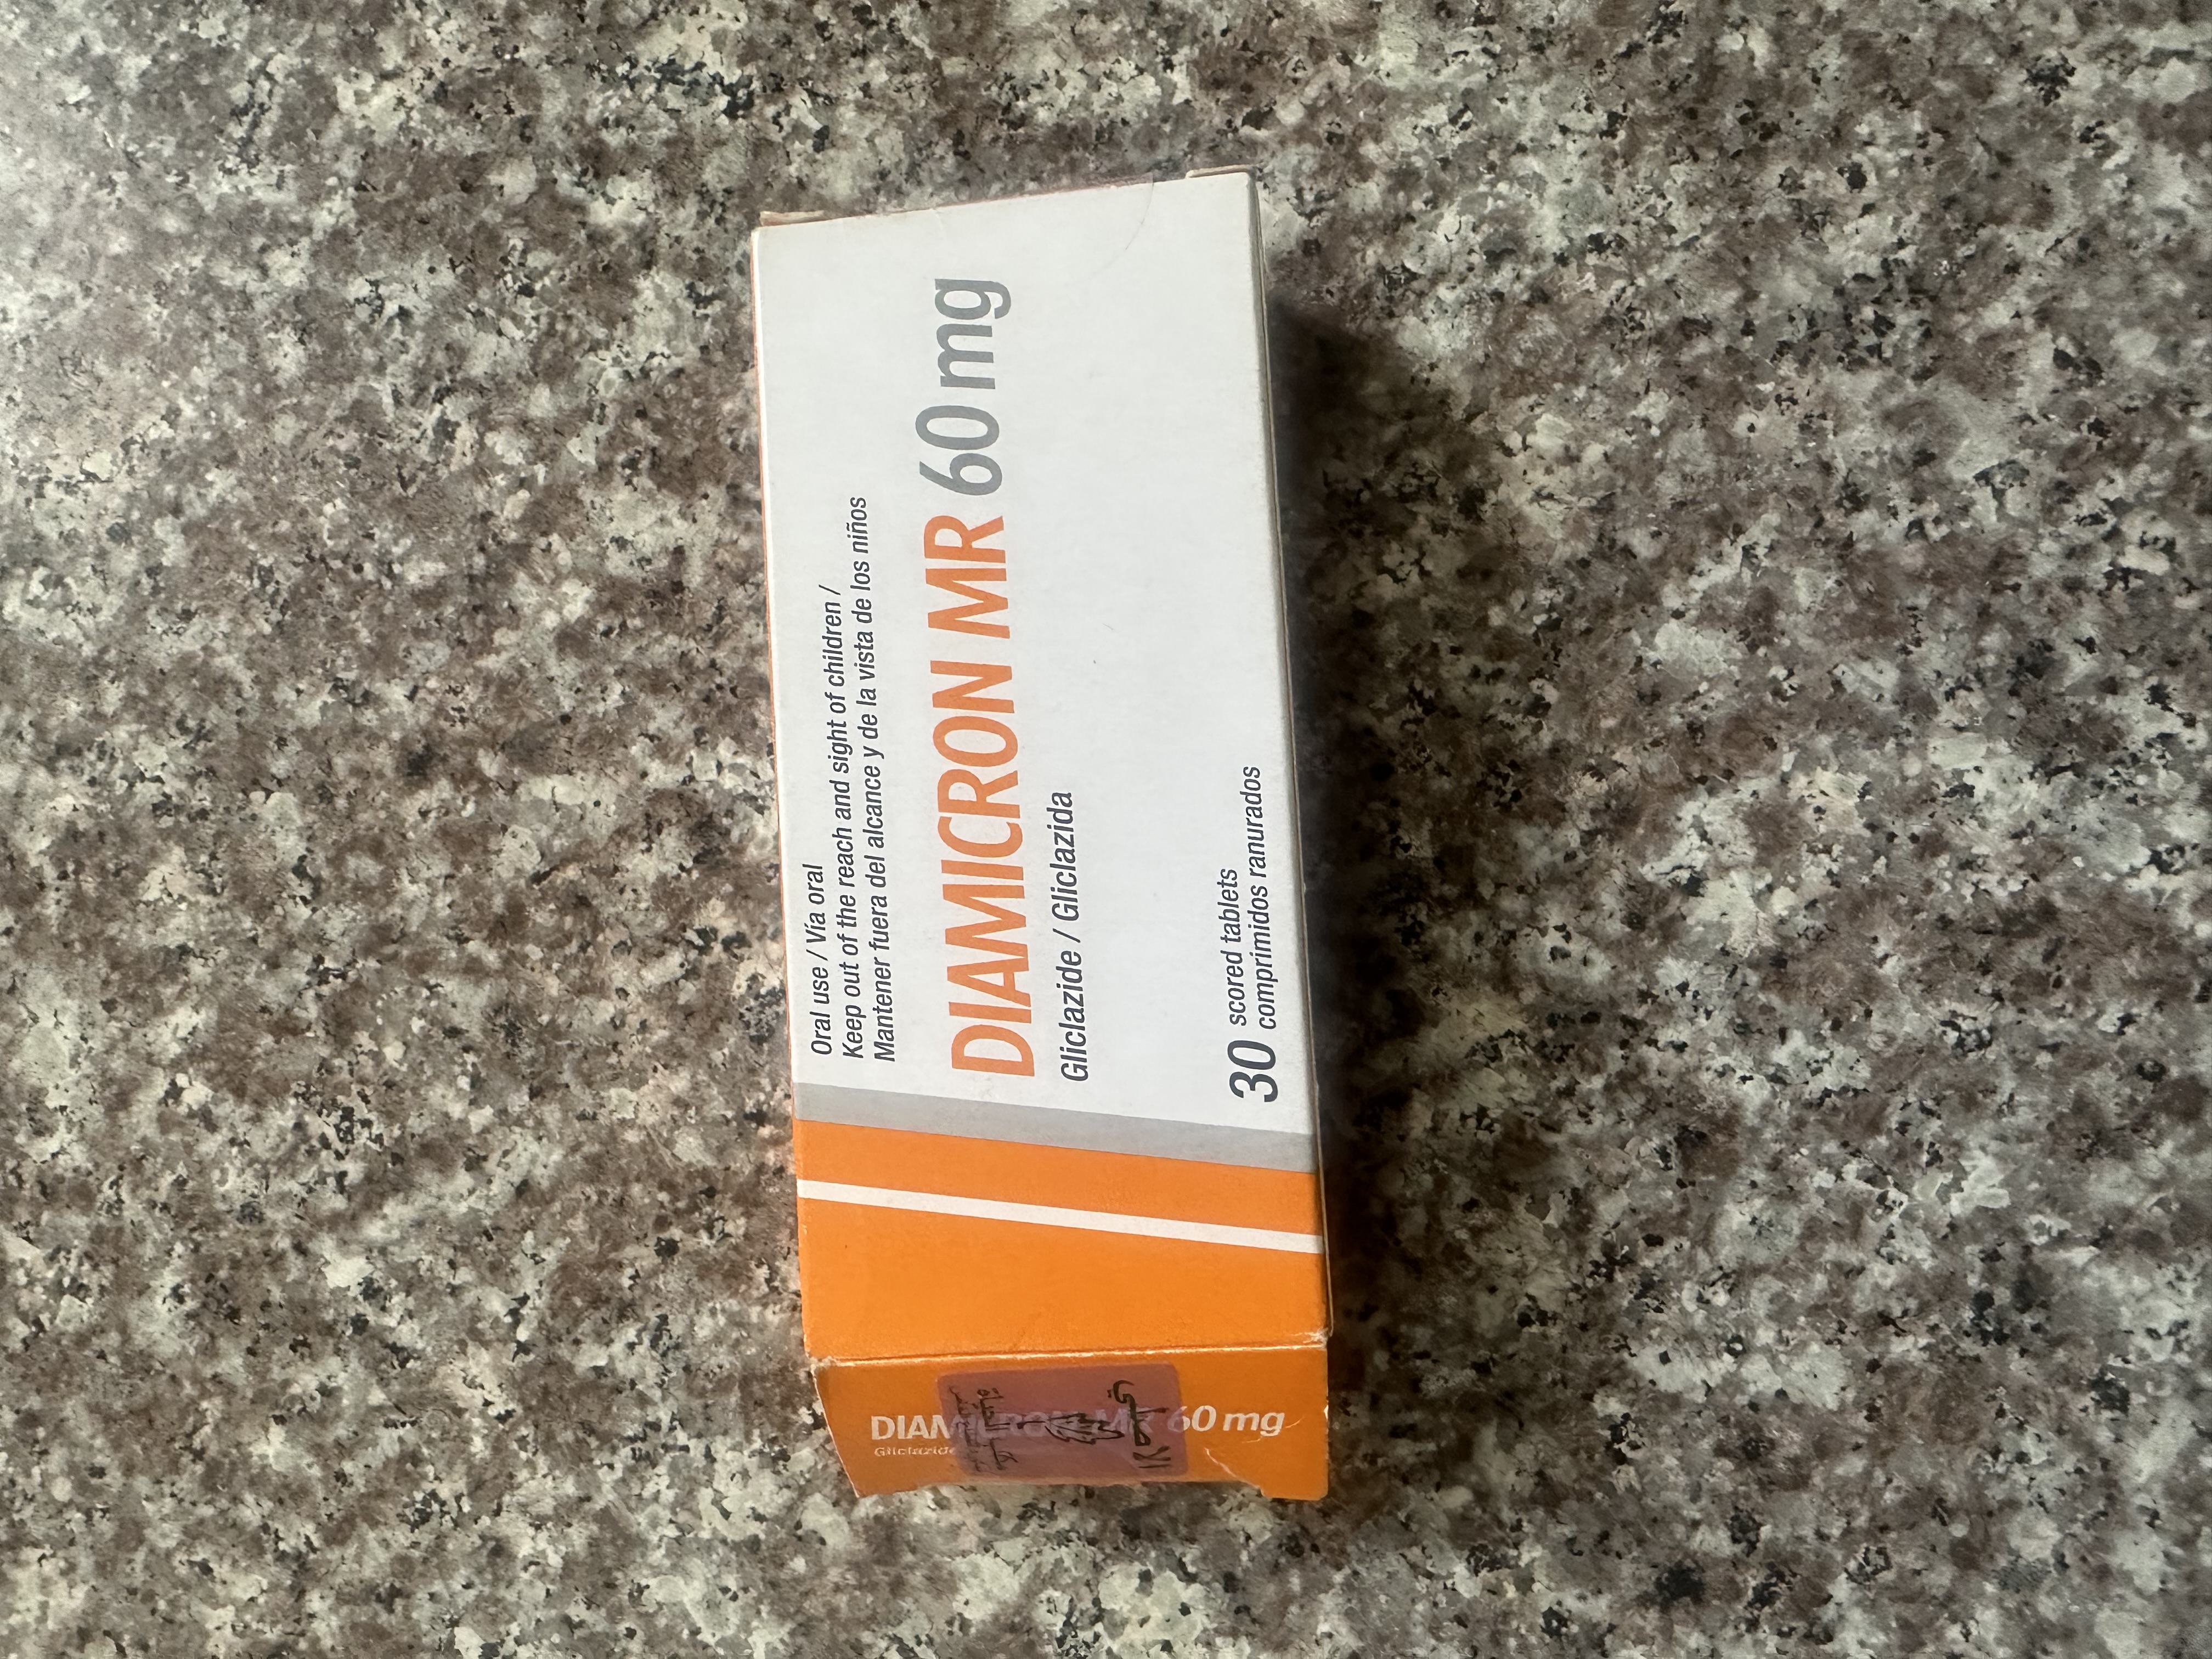 Oral use / Vía oral
Keep out of the reach and sight of children /
Mantener fuera del alcance y de la vista de los niños
DIAMICRON MR 60 mg
Gliclazide / Gliclazida
30 scored tablets
comprimidos ranurados
60 mg